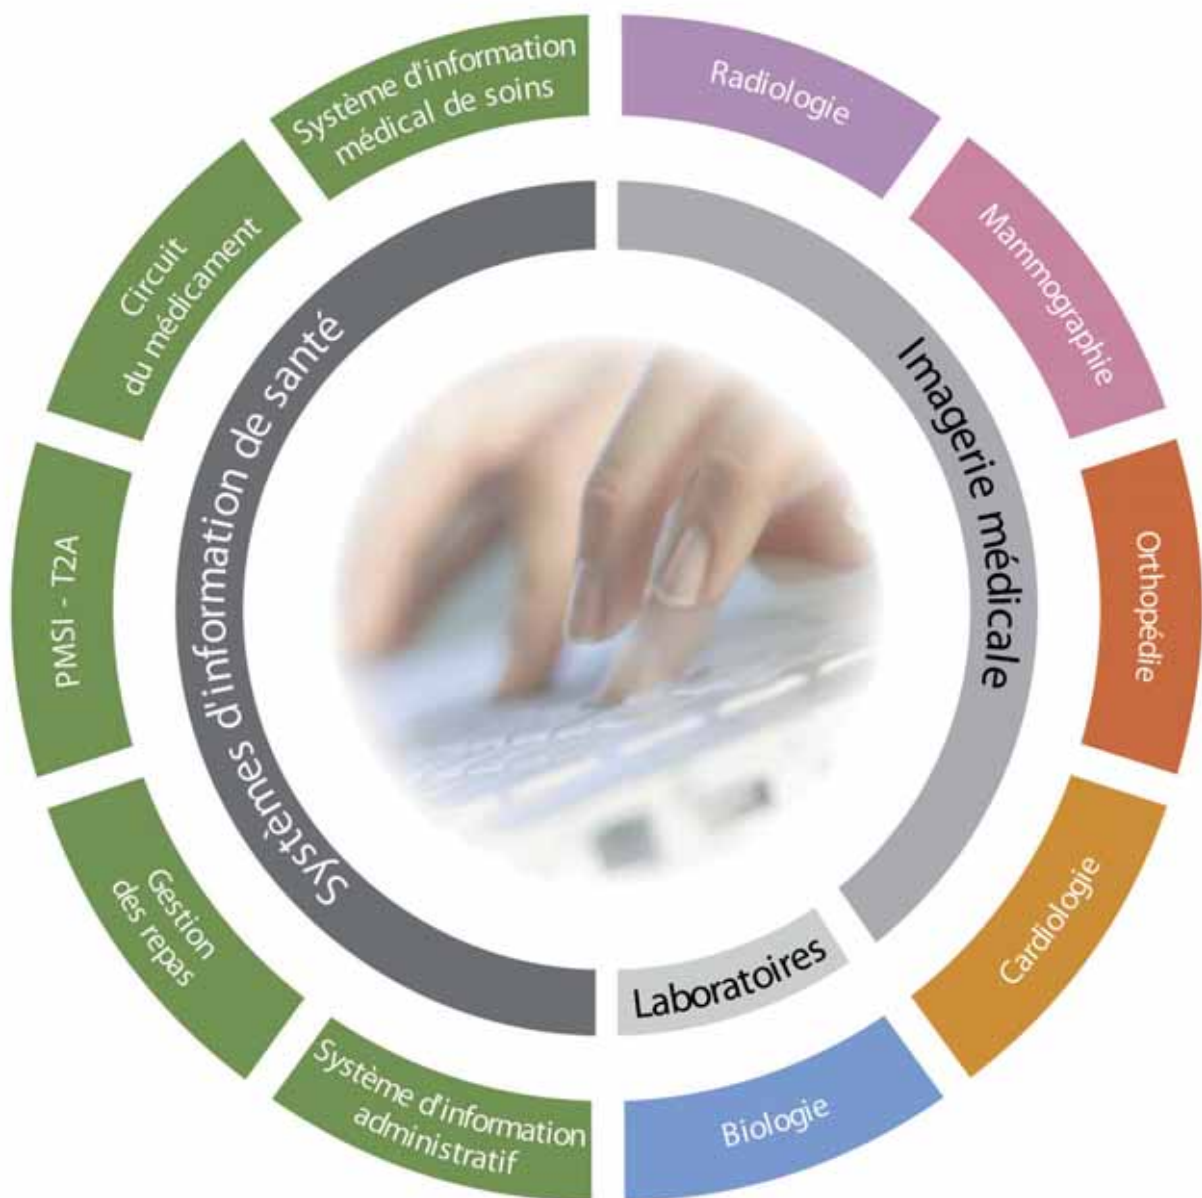 Système d'information
médical de soins
Radiologie
Mammographie
Orthopédie
Cardiologie
Biologie
Système d'information
administratif
Gestion
des repas
PMSI - T2A
Circuit
du médicament
Systèmes d'information de santé
Imagerie médicale
Laboratoires